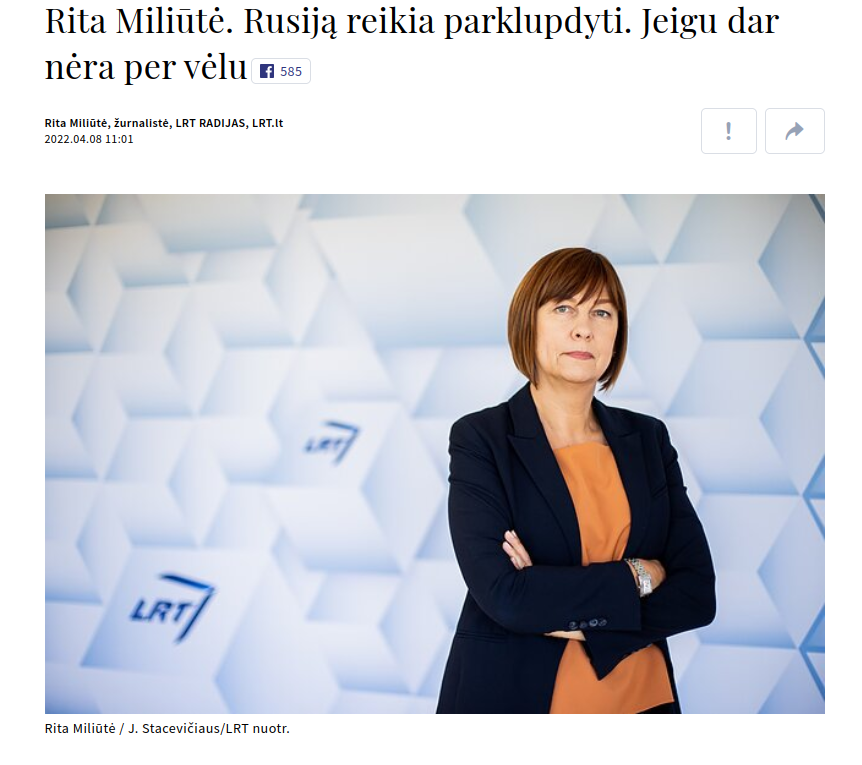 Rita Miliūtė. Rusiją reikia parklupdyti. Jeigu dar
nėra per vėlu 585
Rita Miliūtė, žurnalistė, LRT RADIJAS, LRT.lt
2022.04.08 11:01
!
LRT
LRT
Rita Miliūtė / J. Stacevičiaus/LRT nuotr.